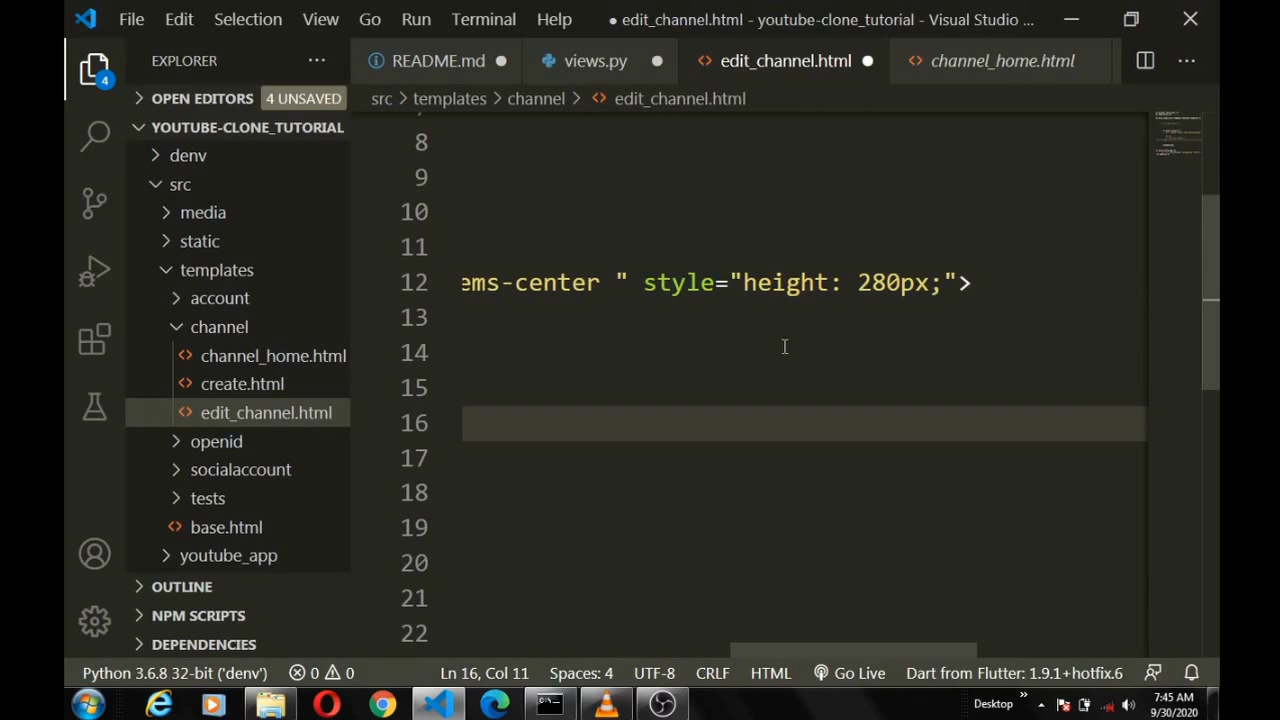 File Edit Selection View Go Run Terminal Help ● edit_channel.html - youtube-clone_tutorial - Visual Studio ...
EXPLORER ··· README.md views.py edit_channel.html channel_home.html ···
4
OPEN EDITORS 4 UNSAVED
src > templates > channel > edit_channel.html
YOUTUBE-CLONE_TUTORIAL
denv
src
media
static
templates
account
channel
channel_home.html
create.html
edit_channel.html
openid
socialaccount
tests
base.html
youtube_app
OUTLINE
NPM SCRIPTS
DEPENDENCIES
8
9
10
11
12 ems-center " style="height: 280px;">
13
14
15
16
17
18
19
20
21
22
Python 3.6.8 32-bit ('denv') 0 0 Ln 16, Col 11 Spaces: 4 UTF-8 CRLF HTML Go Live Dart from Flutter: 1.9.1+hotfix.6
Desktop » 7:45 AM
9/30/2020